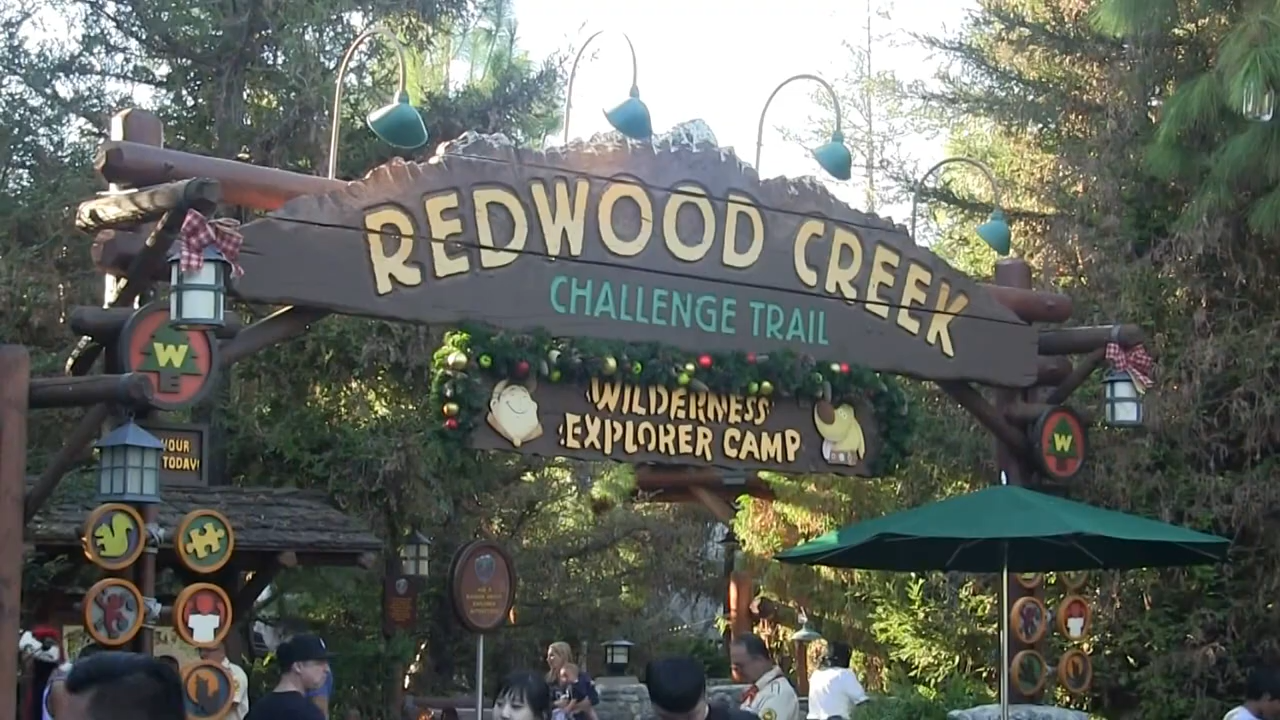 REDWOOD CREEK
CHALLENGE TRAIL
WILDERNESS
EXPLORER CAMP
W
W
YOUR
TODAY!